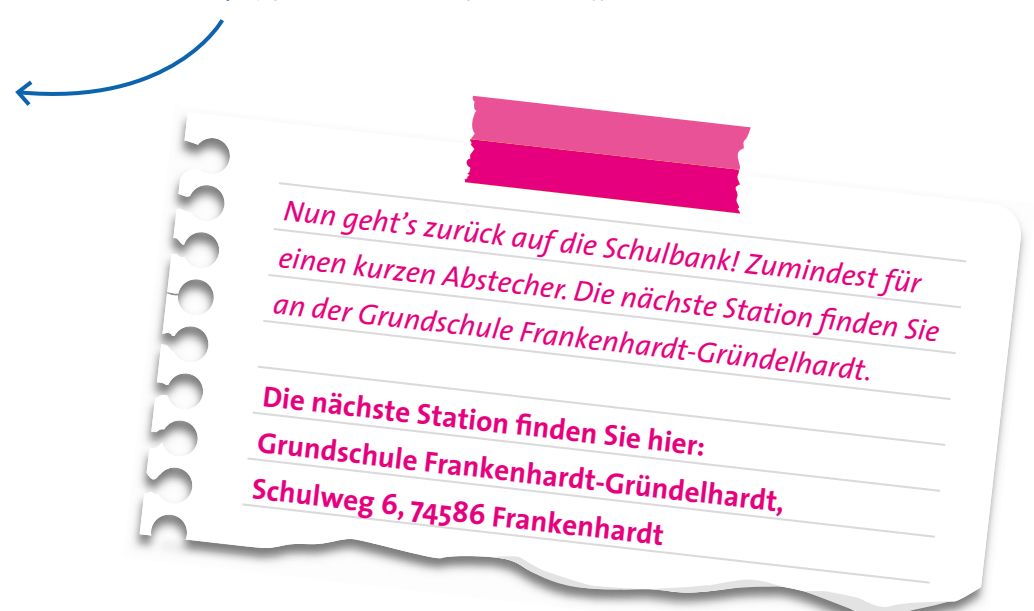 Nun geht’s zurück auf die Schulbank! Zumindest für
einen kurzen Abstecher. Die nächste Station finden Sie
an der Grundschule Frankenhardt-Gründelhardt.
Die nächste Station finden Sie hier:
Grundschule Frankenhardt-Gründelhardt,
Schulweg 6, 74586 Frankenhardt